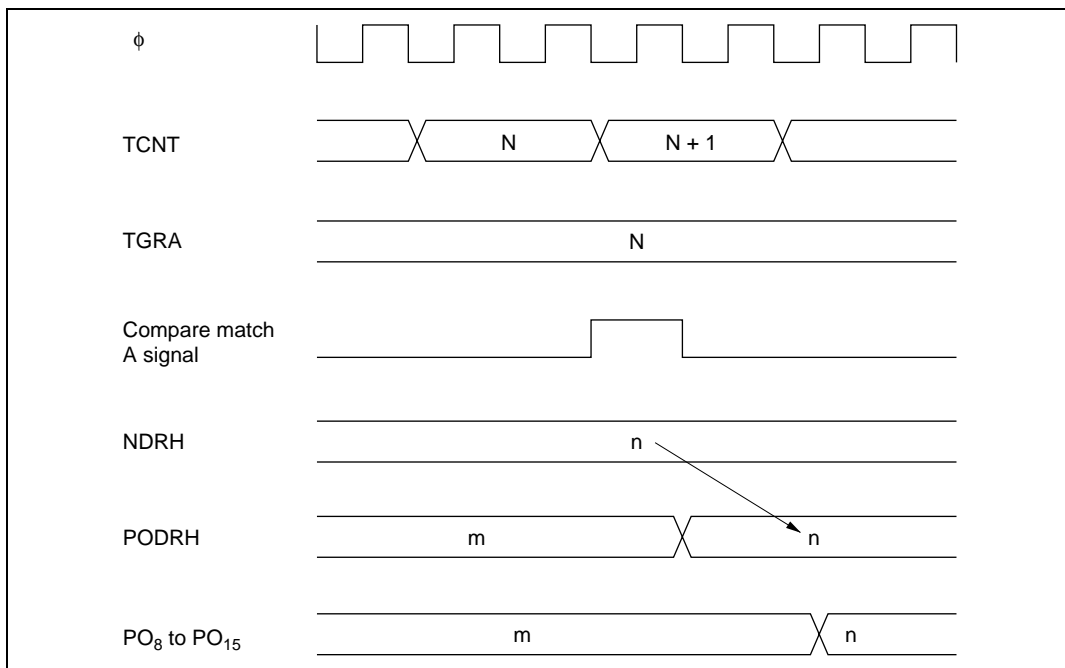 ϕ
TCNT
N
N + 1
TGRA
N
Compare match
A signal
NDRH
n
PODRH
m
n
PO8 to PO15
m
n